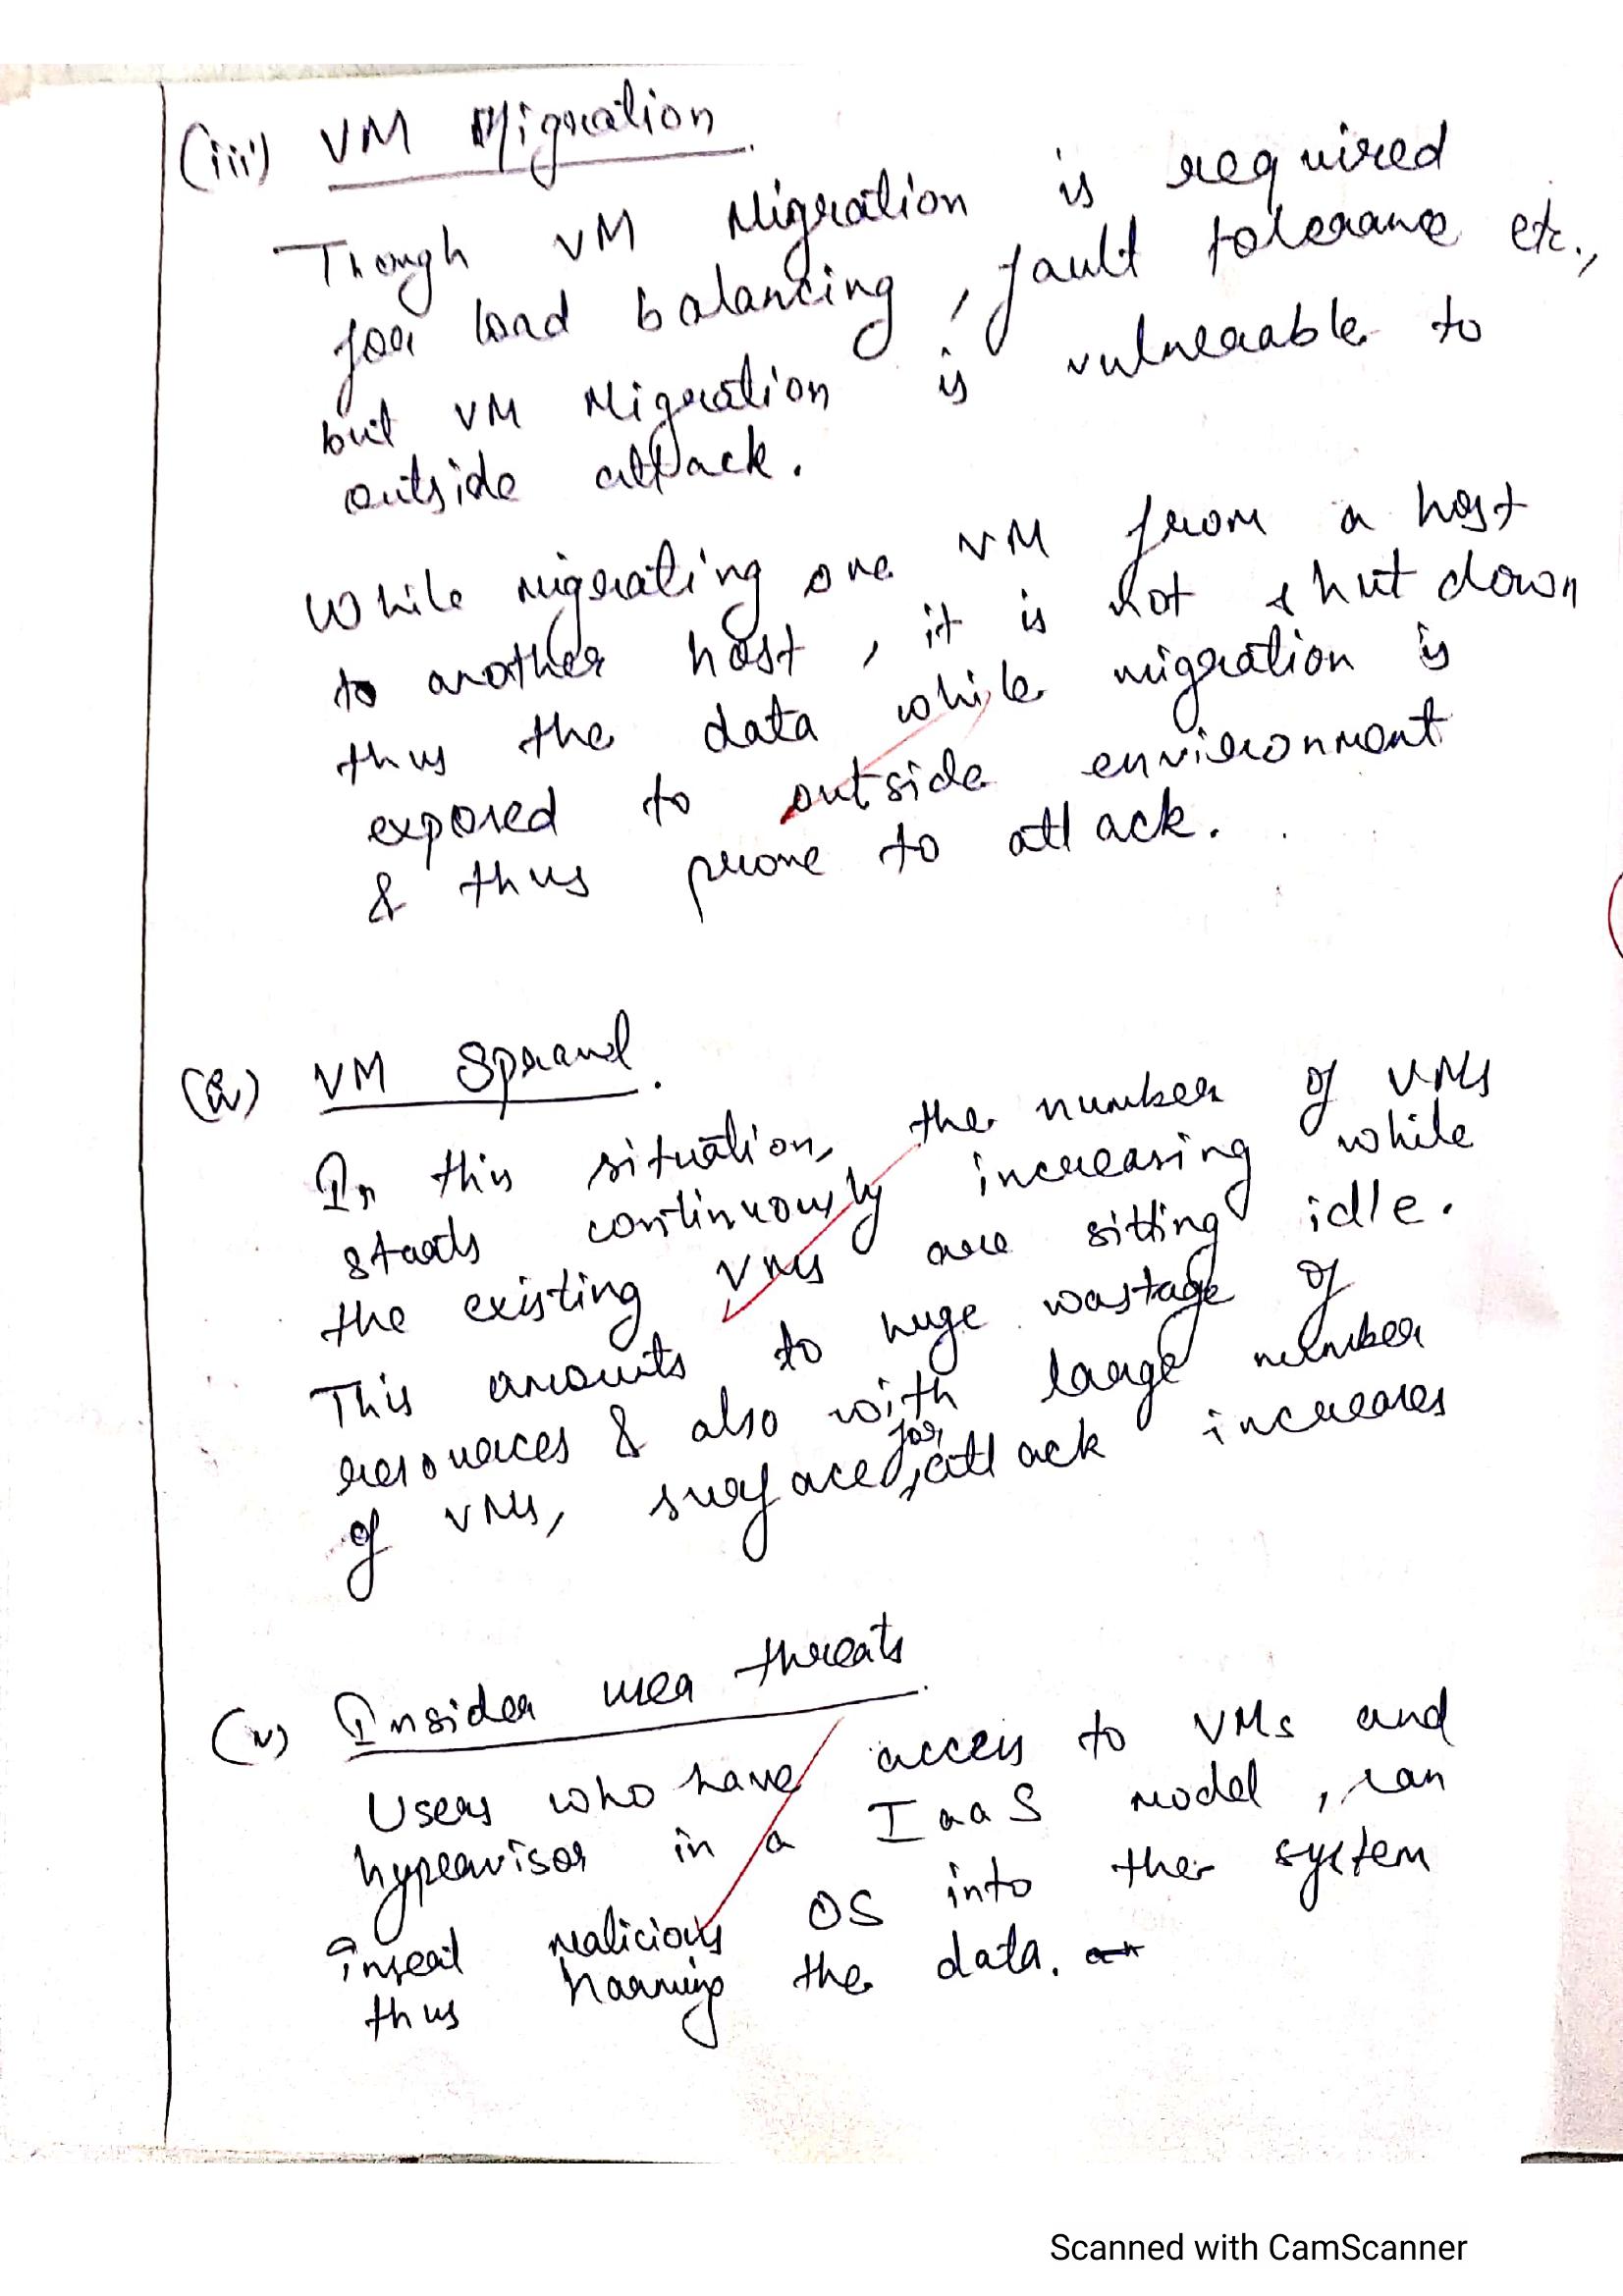 (iii) VM Migration.
Though VM Migration is required
for load balancing, fault tolerance etc.,
but VM Migration is vulnerable to
outside attack.
While migrating one VM from a host
to another host, it is not shut down
thus the data while migration is
exposed to outside environment
& thus prone to attack.
(iv) VM Sprawl.
In this situation, the number of VMs
starts continuously increasing while
the existing VMs are sitting idle.
This amounts to huge wastage of
resources & also with large number
of VMs, surface for attack increases
(v) Insider user threats.
Users who have access to VMs and
hypervisor in a IaaS model, can
insert malicious OS into the system
thus harming the data.
Scanned with CamScanner